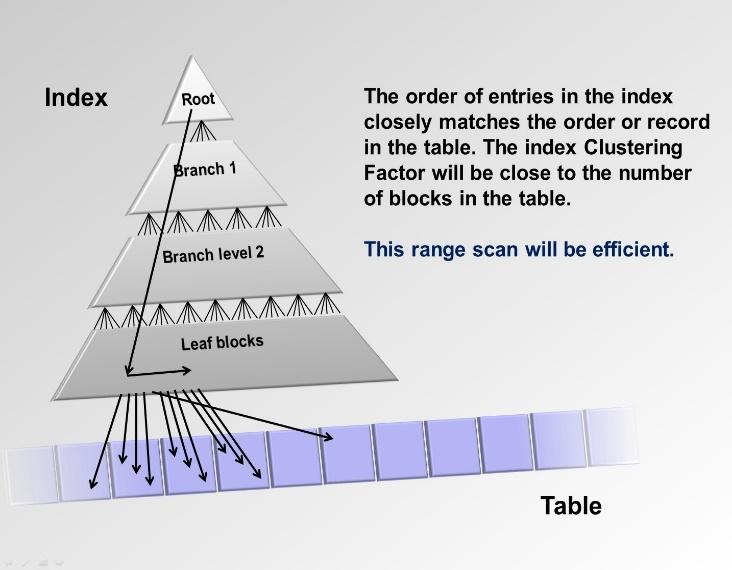 Index
Root
Branch 1
Branch level 2
Leaf blocks
The order of entries in the index
closely matches the order or record
in the table. The index Clustering
Factor will be close to the number
of blocks in the table.
This range scan will be efficient.
Table